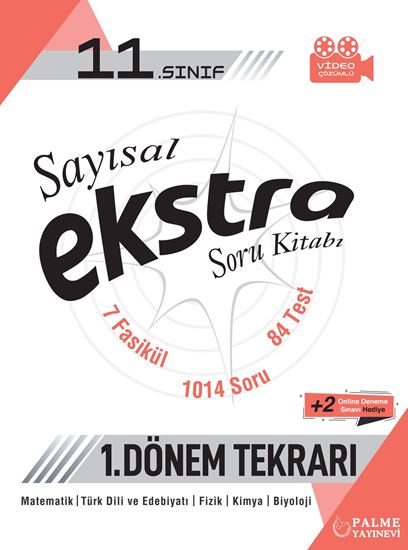 11.SINIF
VİDEO
ÇÖZÜMLÜ
Sayısal
ekstra
Soru Kitabı
7 Fasikül
1014 Soru
84 Test
+2 Online Deneme
Sınavı Hediye
1.DÖNEM TEKRARI
Matematik | Türk Dili ve Edebiyatı | Fizik | Kimya | Biyoloji
PALME
YAYINEVİ